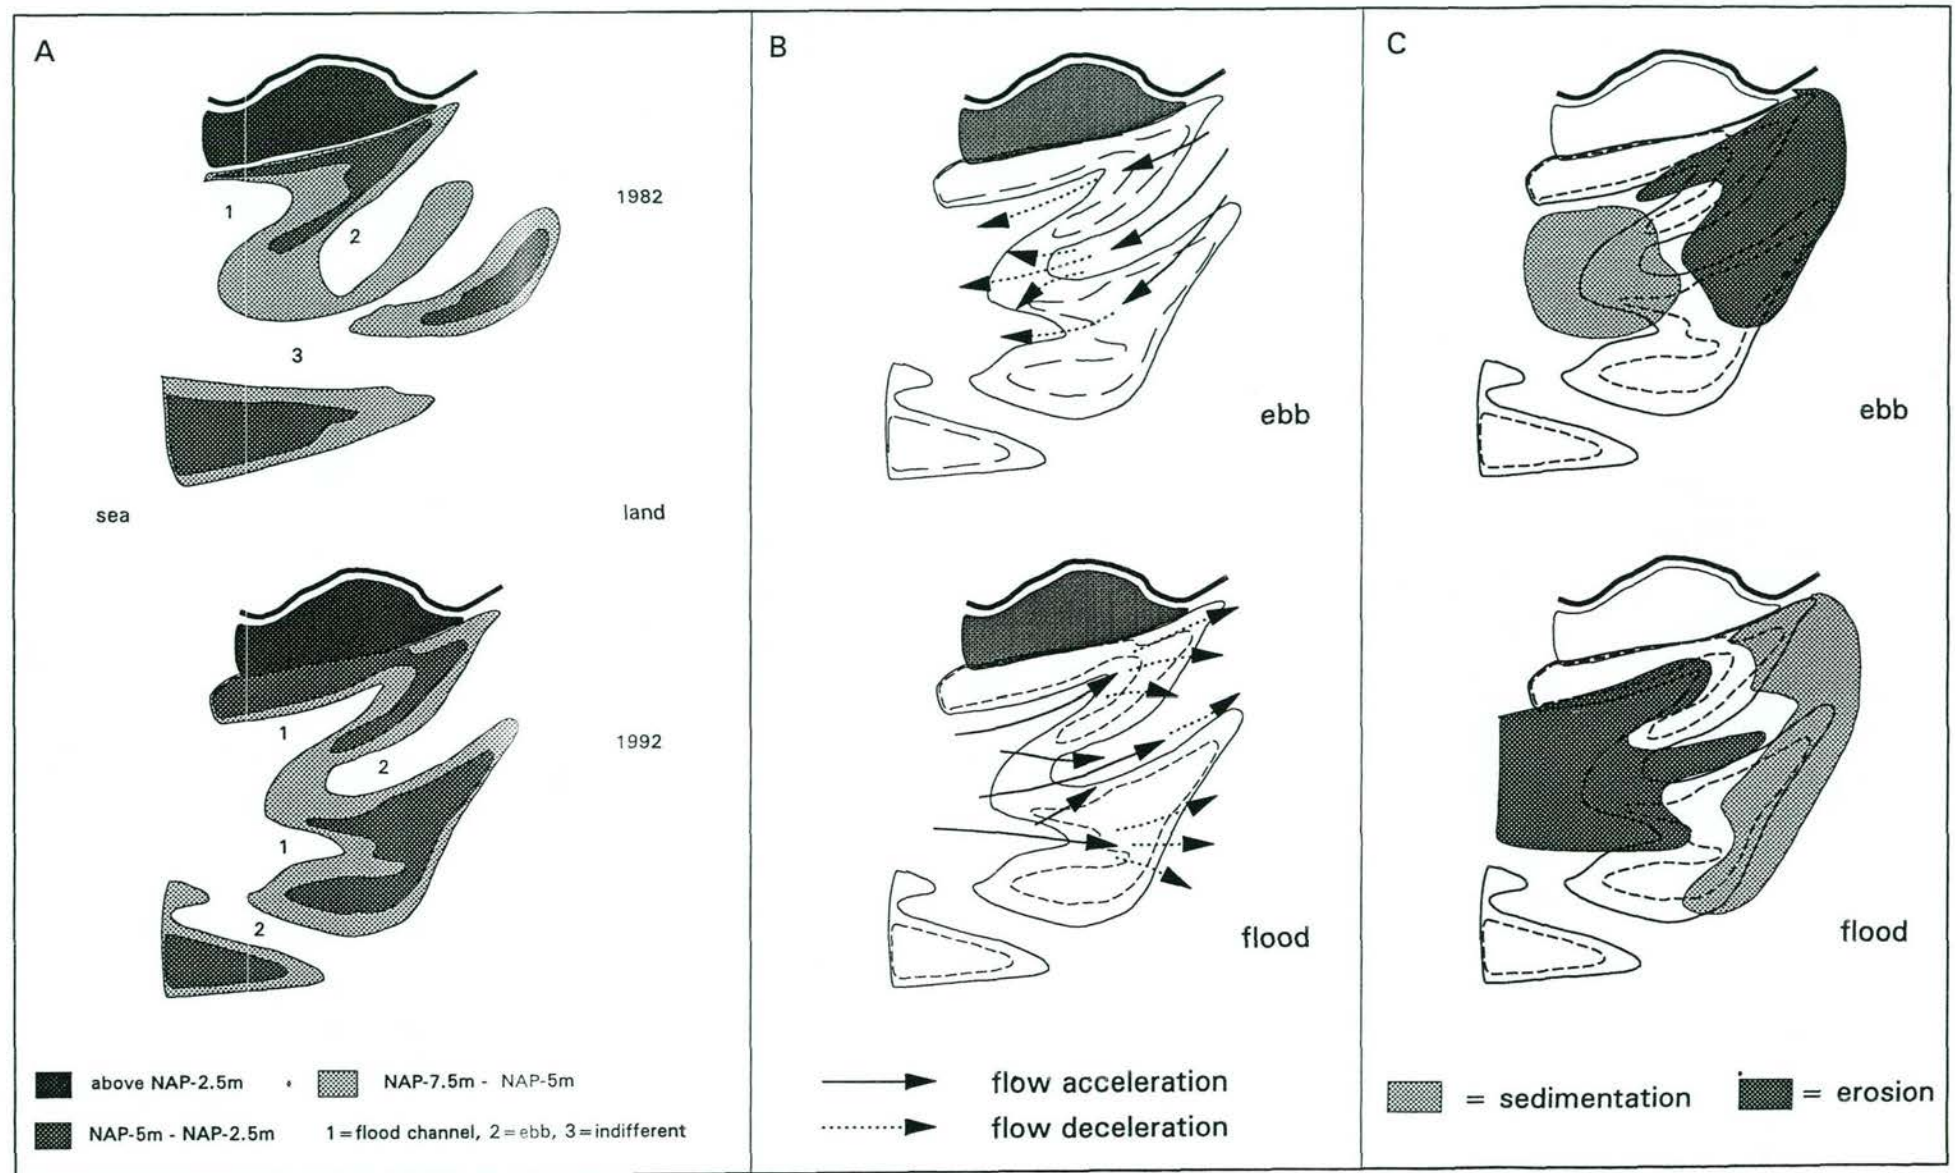 A
1
2
1982
3
sea
land
1
1992
2
1
2
above NAP-2.5m
NAP-7.5m - NAP-5m
NAP-5m - NAP-2.5m
1=flood channel, 2=ebb, 3=indifferent
B
ebb
flood
flow acceleration
flow deceleration
C
ebb
flood
= sedimentation
= erosion